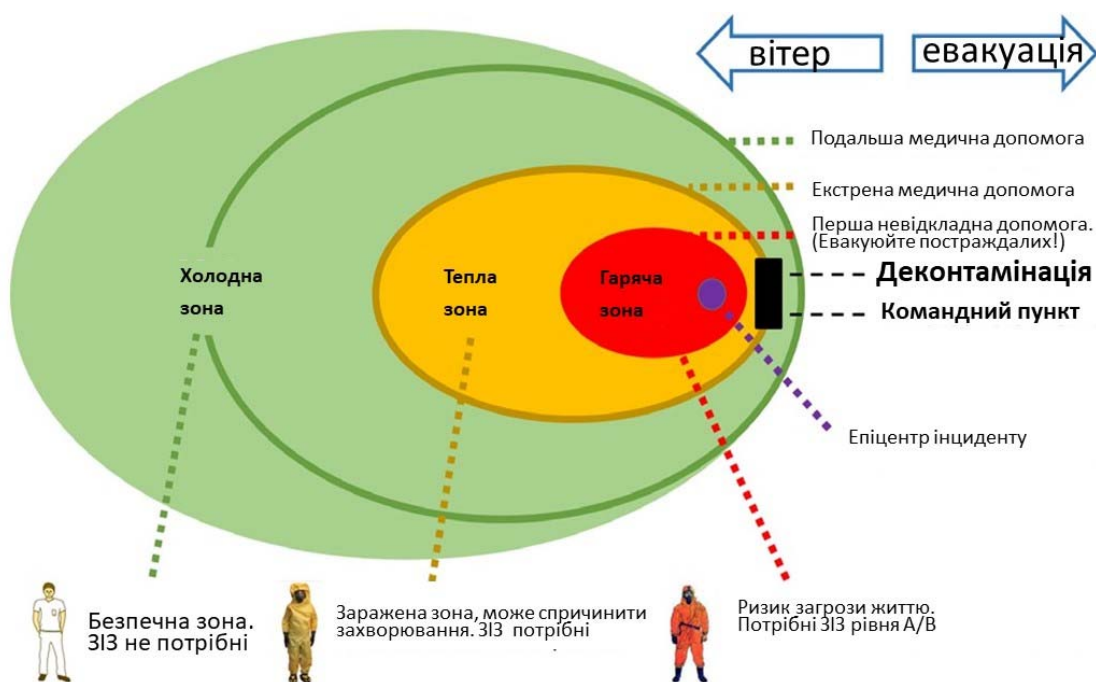 вітер
евакуація
Подальша медична допомога
Екстрена медична допомога
Перша невідкладна допомога.
(Евакуюйте постраждалих!)
Холодна
зона
Тепла
зона
Гаряча
зона
Деконтамінація
Командний пункт
Епіцентр інциденту
Безпечна зона.
ЗІЗ не потрібні
Заражена зона, може спричинити
захворювання. ЗІЗ потрібні
Ризик загрози життю.
Потрібні ЗІЗ рівня А/В